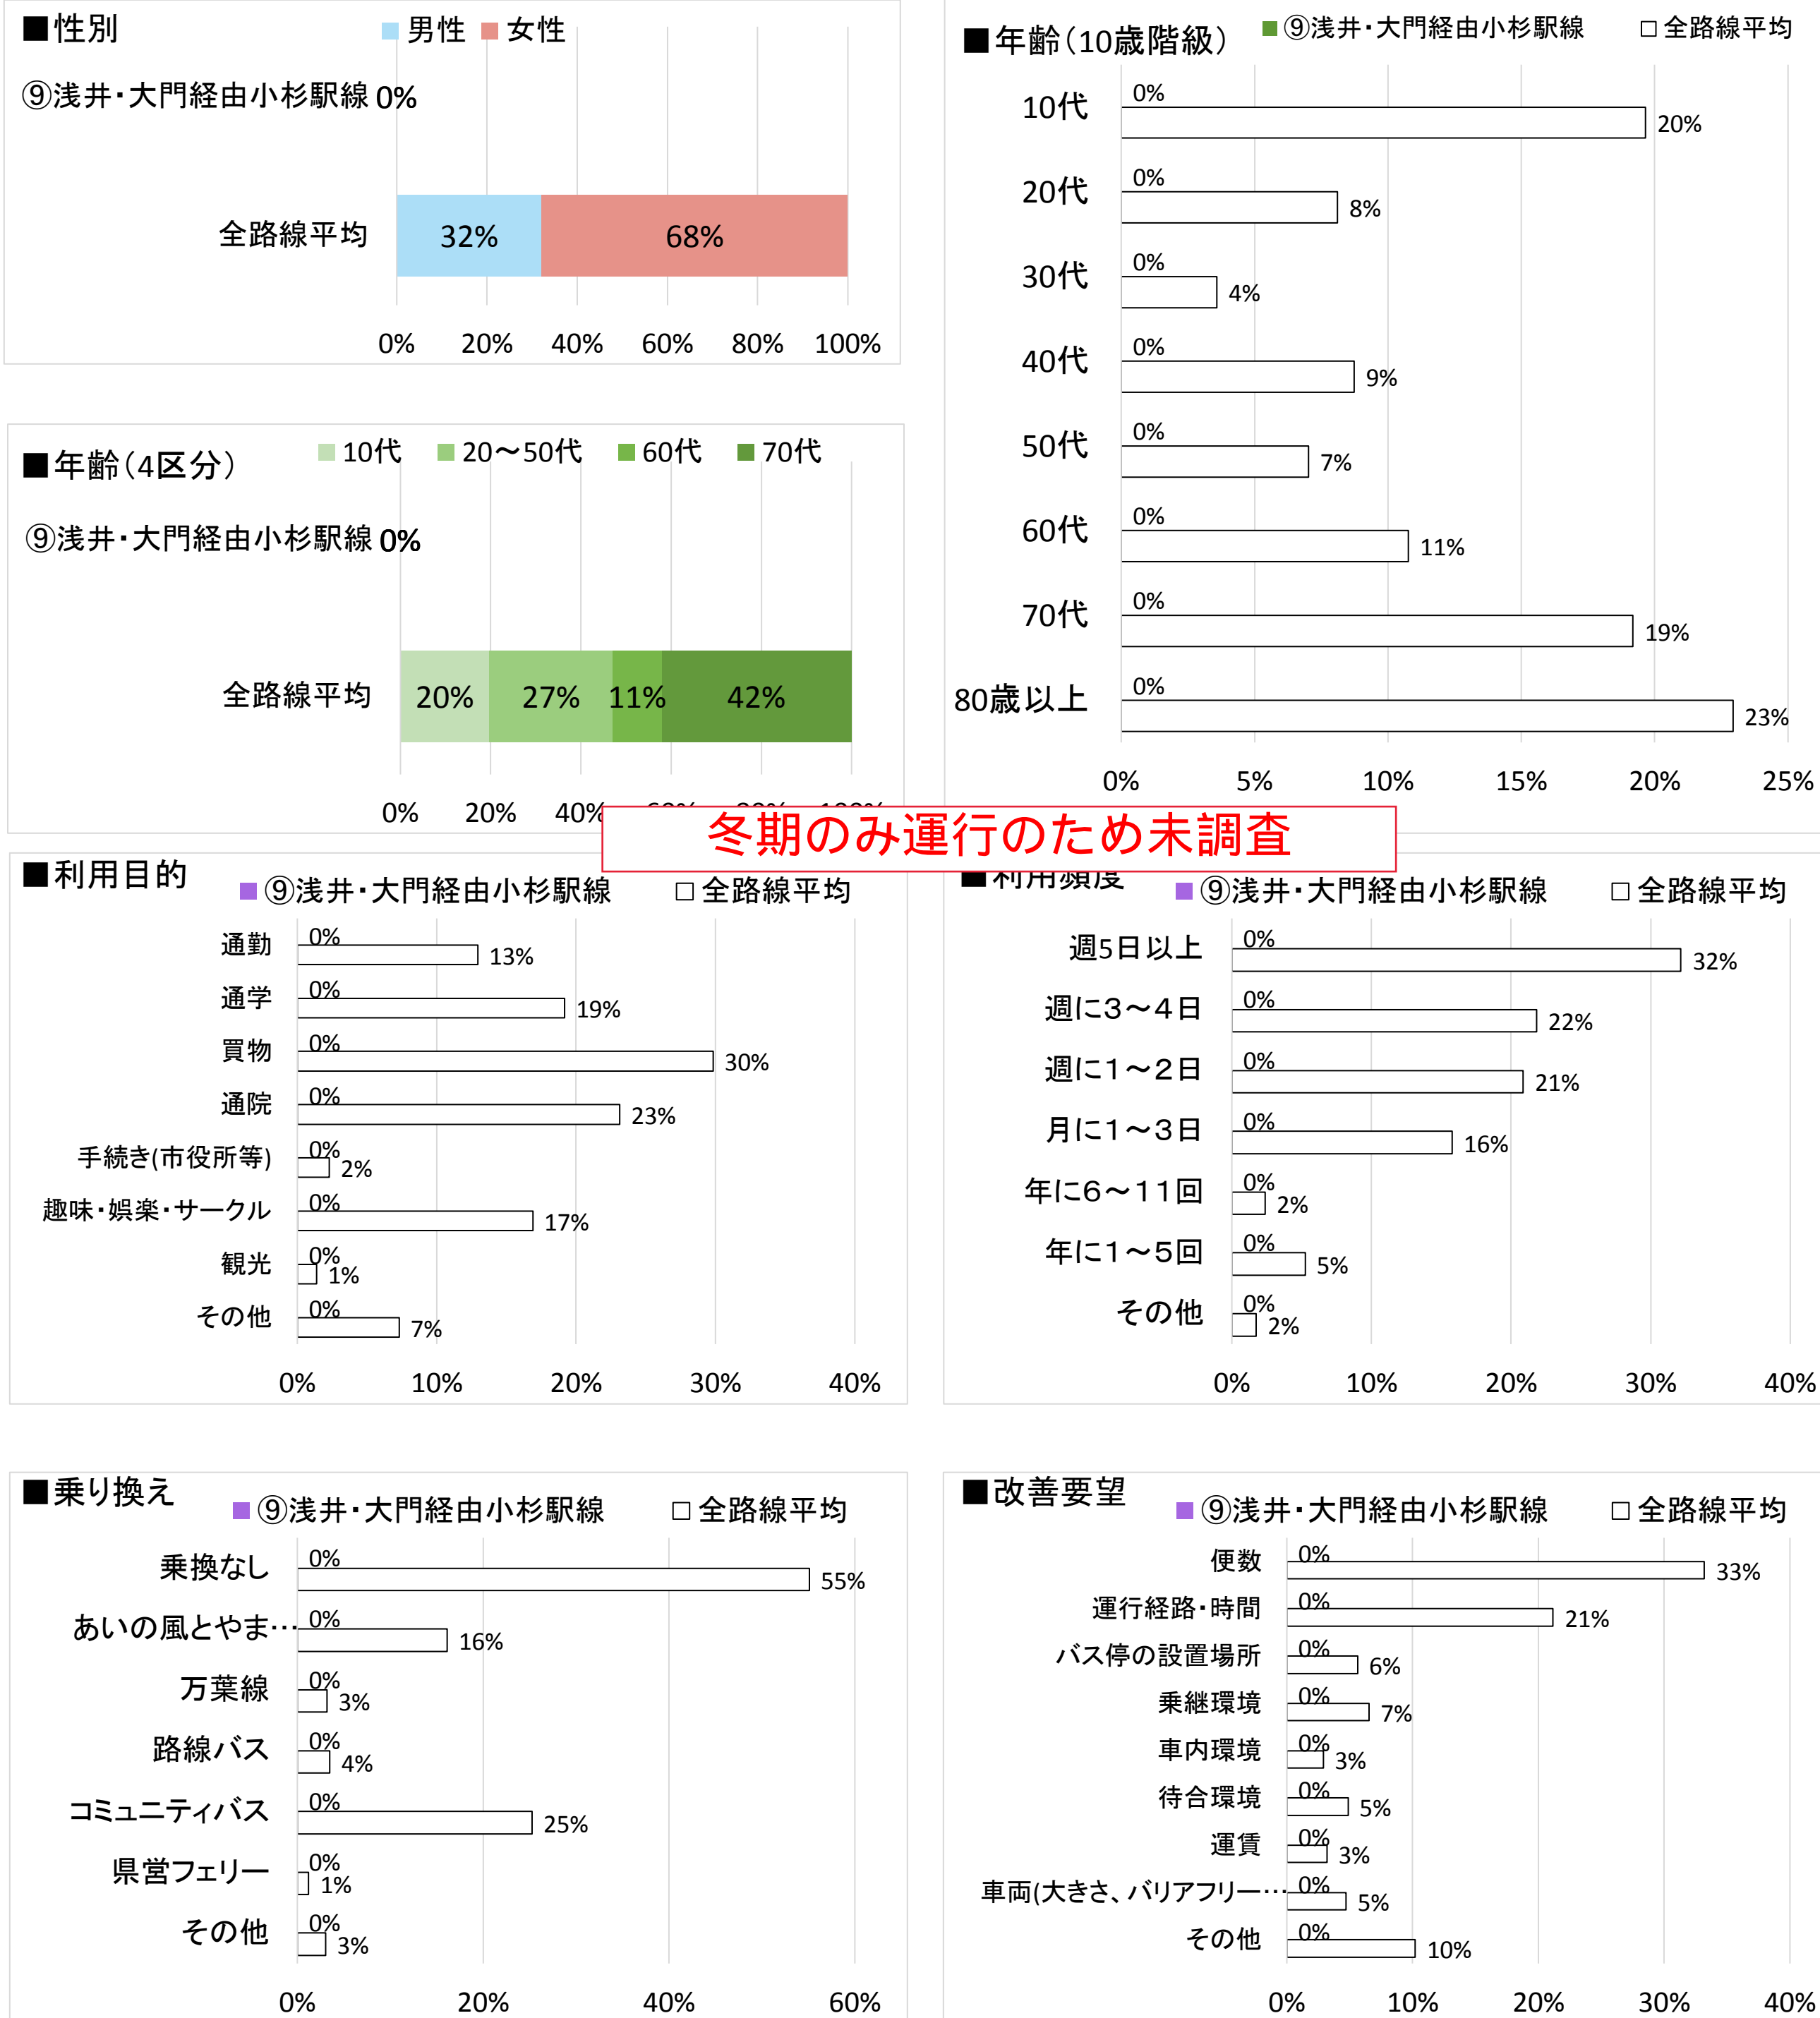 ■性別
男性 女性
⑨浅井・大門経由小杉駅線 0%
全路線平均 32% 68%
0% 20% 40% 60% 80% 100%
■年齢（10歳階級）
⑨浅井・大門経由小杉駅線 全路線平均
10代 0% 20%
20代 0% 8%
30代 0% 4%
40代 0% 9%
50代 0% 7%
60代 0% 11%
70代 0% 19%
80歳以上 0% 23%
0% 5% 10% 15% 20% 25%
■年齢（4区分）
10代 20～50代 60代 70代
⑨浅井・大門経由小杉駅線 0%
全路線平均 20% 27% 11% 42%
0% 20% 40% 60% 80% 100%
冬期のみ運行のため未調査
■利用目的
⑨浅井・大門経由小杉駅線 全路線平均
通勤 0% 13%
通学 0% 19%
買物 0% 30%
通院 0% 23%
手続き(市役所等) 0% 2%
趣味・娯楽・サークル 0% 17%
観光 0% 1%
その他 0% 7%
0% 10% 20% 30% 40%
■利用頻度
⑨浅井・大門経由小杉駅線 全路線平均
週5日以上 0% 32%
週に３～４日 0% 22%
週に１～２日 0% 21%
月に１～３日 0% 16%
年に６～１１回 0% 2%
年に１～５回 0% 5%
その他 0% 2%
0% 10% 20% 30% 40%
■乗り換え
⑨浅井・大門経由小杉駅線 全路線平均
乗換なし 0% 55%
あいの風とやま… 0% 16%
万葉線 0% 3%
路線バス 0% 4%
コミュニティバス 0% 25%
県営フェリー 0% 1%
その他 0% 3%
0% 20% 40% 60%
■改善要望
⑨浅井・大門経由小杉駅線 全路線平均
便数 0% 33%
運行経路・時間 0% 21%
バス停の設置場所 0% 6%
乗継環境 0% 7%
車内環境 0% 3%
待合環境 0% 5%
運賃 0% 3%
車両(大きさ、バリアフリー… 0% 5%
その他 0% 10%
0% 10% 20% 30% 40%